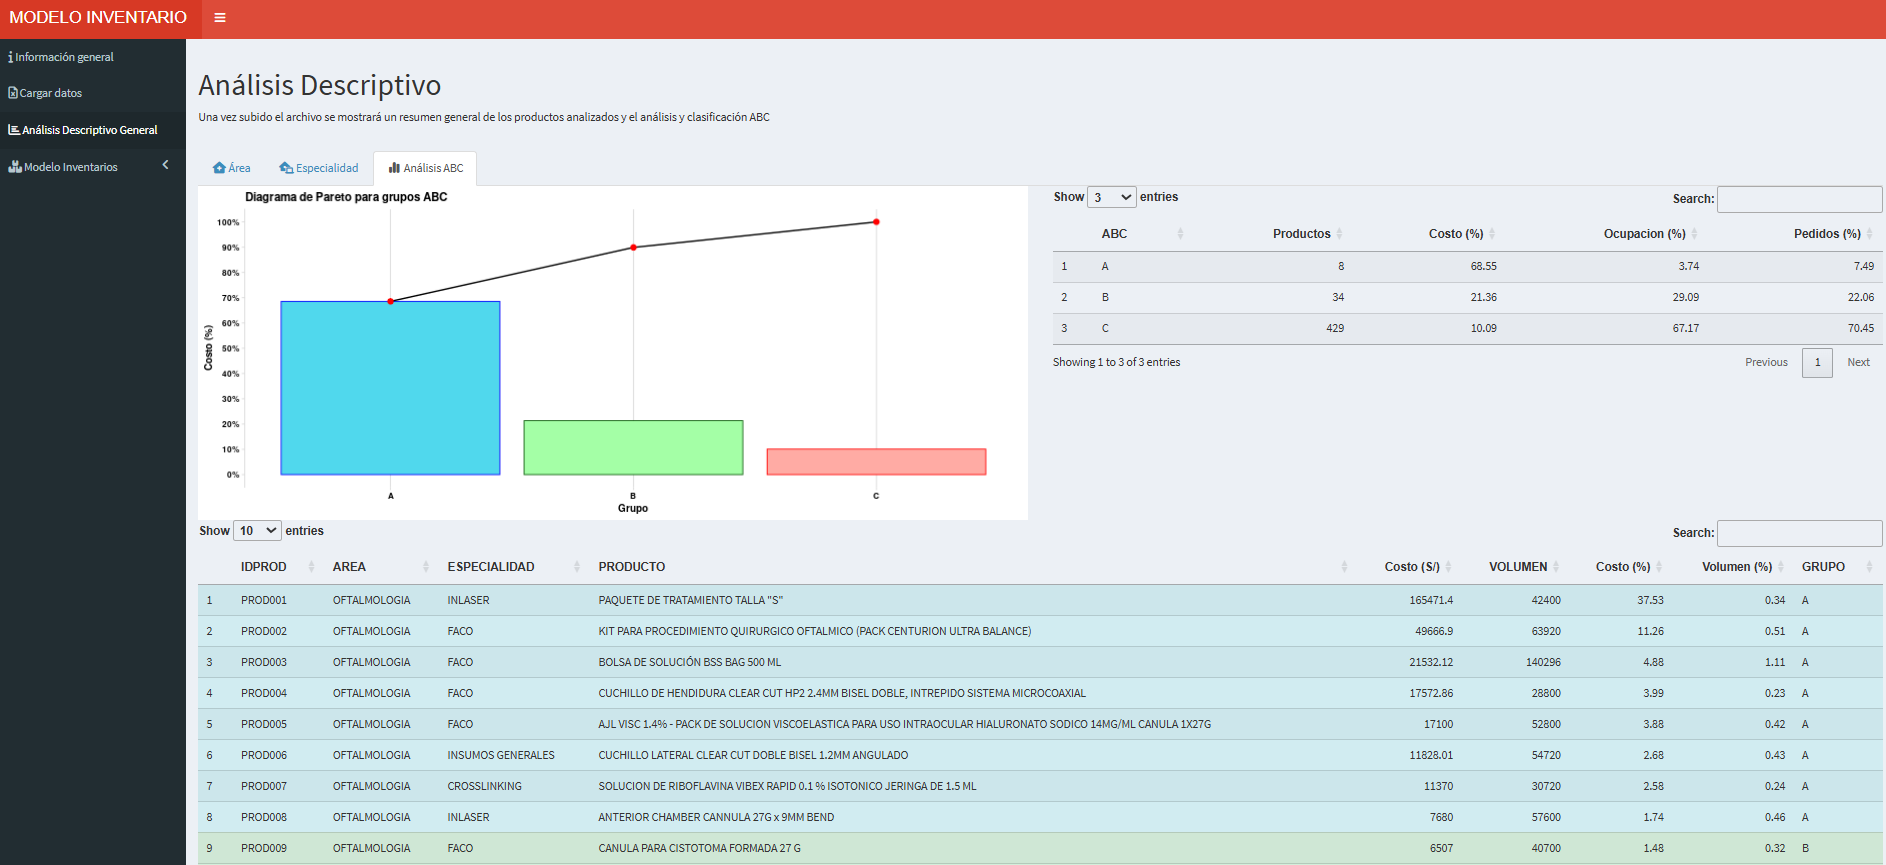 MODELO INVENTARIO
Información general
Cargar datos
Análisis Descriptivo General
Modelo Inventarios
Análisis Descriptivo
Una vez subido el archivo se mostrará un resumen general de los productos analizados y el análisis y clasificación ABC
Área Especialidad Análisis ABC
Diagrama de Pareto para grupos ABC
100%
90%
80%
70%
60%
50%
40%
30%
20%
10%
0%
Costo (%)
A B C
Grupo
Show 3 entries Search:
ABC Productos Costo (%) Ocupacion (%) Pedidos (%)
1 A 8 68.55 3.74 7.49
2 B 34 21.36 29.09 22.06
3 C 429 10.09 67.17 70.45
Showing 1 to 3 of 3 entries Previous 1 Next
Show 10 entries Search:
IDPROD AREA ESPECIALIDAD PRODUCTO Costo (S/) VOLUMEN Costo (%) Volumen (%) GRUPO
1 PROD001 OFTALMOLOGIA INLASER PAQUETE DE TRATAMIENTO TALLA "S" 165471.4 42400 37.53 0.34 A
2 PROD002 OFTALMOLOGIA FACO KIT PARA PROCEDIMIENTO QUIRURGICO OFTALMICO (PACK CENTURION ULTRA BALANCE) 49666.9 63920 11.26 0.51 A
3 PROD003 OFTALMOLOGIA FACO BOLSA DE SOLUCIÓN BSS BAG 500 ML 21532.12 140296 4.88 1.11 A
4 PROD004 OFTALMOLOGIA FACO CUCHILLO DE HENDIDURA CLEAR CUT HP2 2.4MM BISEL DOBLE, INTREPIDO SISTEMA MICROCOAXIAL 17572.86 28800 3.99 0.23 A
5 PROD005 OFTALMOLOGIA FACO AJL VISC 1.4% - PACK DE SOLUCION VISCOELASTICA PARA USO INTRAOCULAR HIALURONATO SODICO 14MG/ML CANULA 1X27G 17100 52800 3.88 0.42 A
6 PROD006 OFTALMOLOGIA INSUMOS GENERALES CUCHILLO LATERAL CLEAR CUT DOBLE BISEL 1.2MM ANGULADO 11828.01 54720 2.68 0.43 A
7 PROD007 OFTALMOLOGIA CROSSLINKING SOLUCION DE RIBOFLAVINA VIBEX RAPID 0.1 % ISOTONICO JERINGA DE 1.5 ML 11370 30720 2.58 0.24 A
8 PROD008 OFTALMOLOGIA INLASER ANTERIOR CHAMBER CANNULA 27G x 9MM BEND 7680 57600 1.74 0.46 A
9 PROD009 OFTALMOLOGIA FACO CANULA PARA CISTOTOMA FORMADA 27 G 6507 40700 1.48 0.32 B